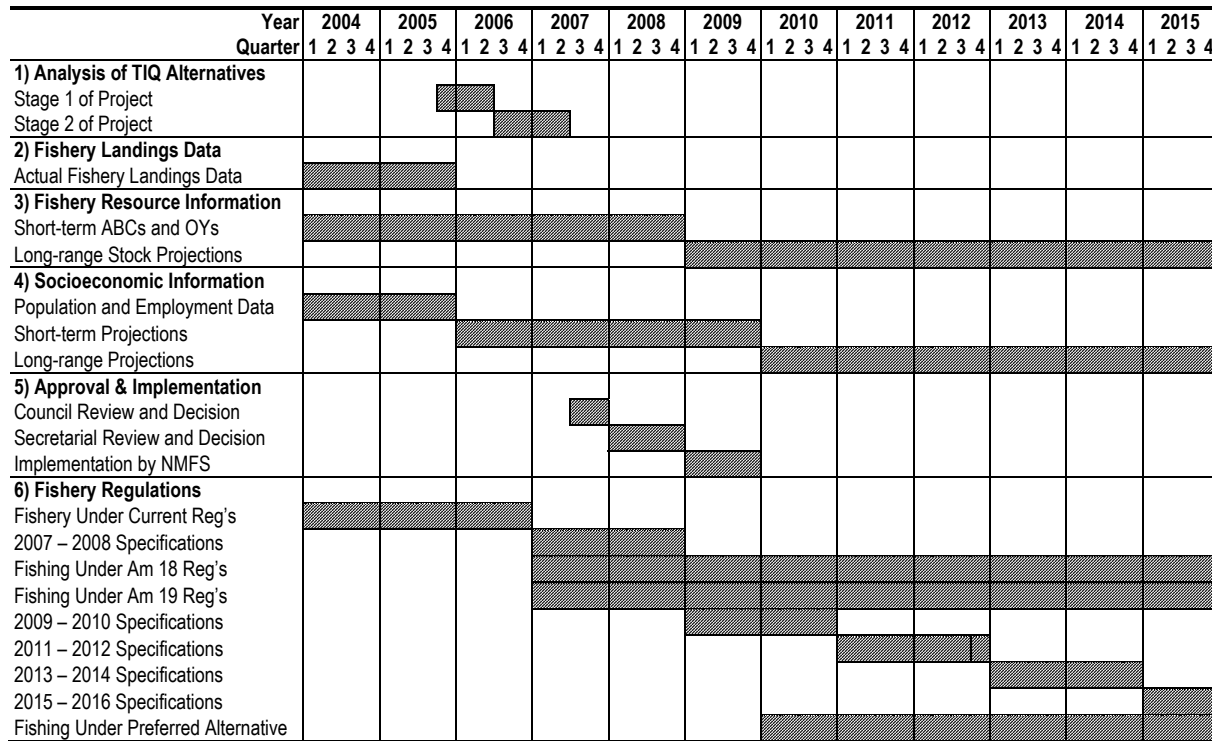 Year 2004 2005 2006 2007 2008 2009 2010 2011 2012 2013 2014 2015
Quarter 1 2 3 4 1 2 3 4 1 2 3 4 1 2 3 4 1 2 3 4 1 2 3 4 1 2 3 4 1 2 3 4 1 2 3 4 1 2 3 4 1 2 3 4 1 2 3 4
1) Analysis of TIQ Alternatives
Stage 1 of Project
Stage 2 of Project
2) Fishery Landings Data
Actual Fishery Landings Data
3) Fishery Resource Information
Short-term ABCs and OYs
Long-range Stock Projections
4) Socioeconomic Information
Population and Employment Data
Short-term Projections
Long-range Projections
5) Approval & Implementation
Council Review and Decision
Secretarial Review and Decision
Implementation by NMFS
6) Fishery Regulations
Fishery Under Current Reg’s
2007 – 2008 Specifications
Fishing Under Am 18 Reg’s
Fishing Under Am 19 Reg’s
2009 – 2010 Specifications
2011 – 2012 Specifications
2013 – 2014 Specifications
2015 – 2016 Specifications
Fishing Under Preferred Alternative